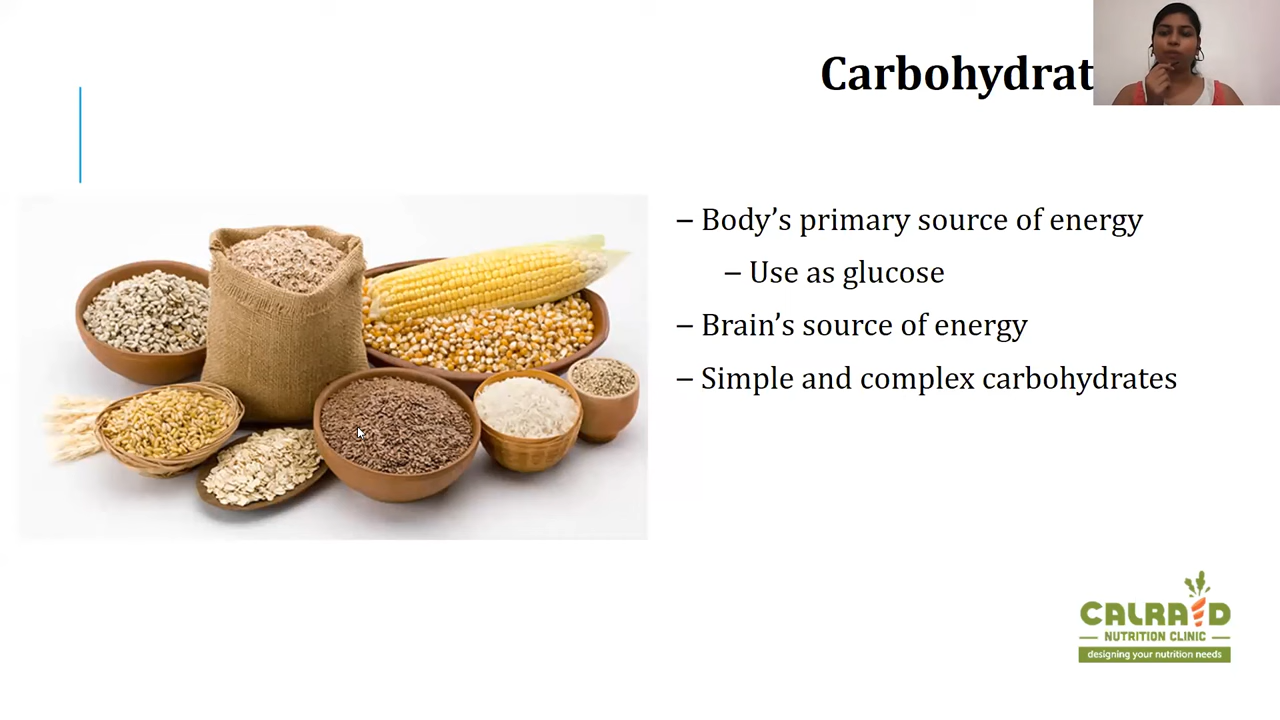 Carbohydrat
– Body’s primary source of energy
– Use as glucose
– Brain’s source of energy
– Simple and complex carbohydrates
CALRAID
NUTRITION CLINIC
designing your nutrition needs